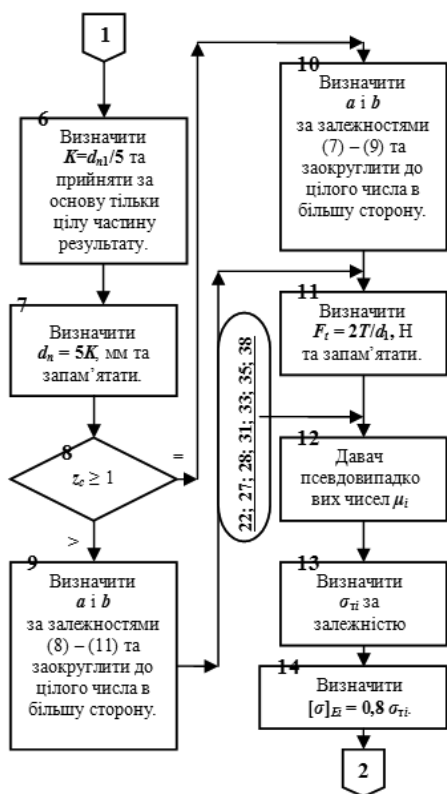 1
6
Визначити
K=dn1/5 та
прийняти за
основу тільки
цілу частину
результату.
7
Визначити
dn = 5K, мм та
запам’ятати.
8
zc ≥ 1
=
>
9
Визначити
a і b
за залежностями
(8) – (11) та
заокруглити до
цілого числа в
більшу сторону.
10
Визначити
a і b
за залежностями
(7) – (9) та
заокруглити до
цілого числа в
більшу сторону.
11
Визначити
Ft = 2T/d1, Н
та запам’ятати.
22; 27; 28; 31; 33; 35; 38
12
Давач
псевдовипадко
вих чисел μi
13
Визначити
στi за
залежністю
14
Визначити
[σ]Ei = 0,8 στi.
2